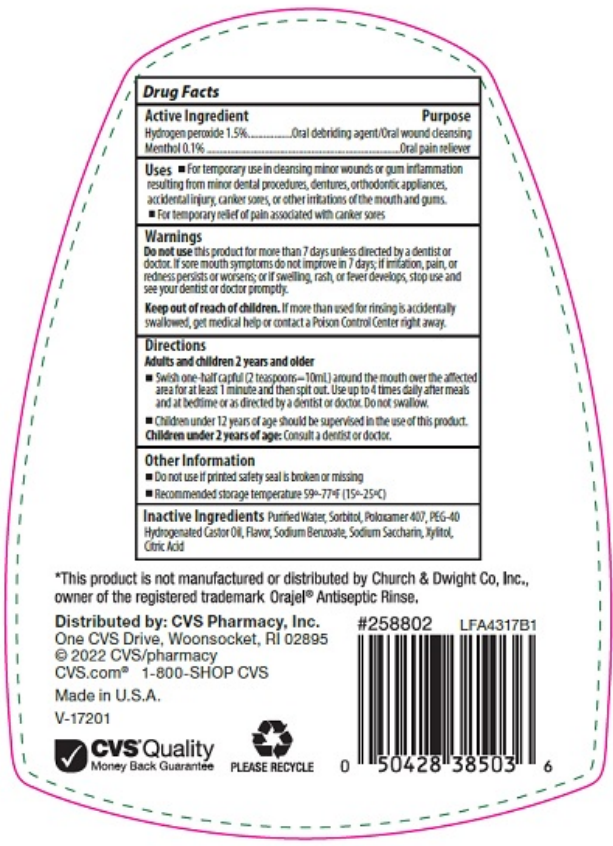 Drug Facts
Active Ingredient Purpose
Hydrogen peroxide 1.5%..................Oral debriding agent/Oral wound cleansing
Menthol 0.1% ..............................................................Oral pain reliever
Uses ■ For temporary use in cleansing minor wounds or gum inflammation
resulting from minor dental procedures, dentures, orthodontic appliances,
accidental injury, canker sores, or other irritations of the mouth and gums.
■ For temporary relief of pain associated with canker sores
Warnings
Do not use this product for more than 7 days unless directed by a dentist or
doctor. If sore mouth symptoms do not improve in 7 days; if irritation, pain, or
redness persists or worsens; or if swelling, rash, or fever develops, stop use and
see your dentist or doctor promptly.
Keep out of reach of children. If more than used for rinsing is accidentally
swallowed, get medical help or contact a Poison Control Center right away.
Directions
Adults and children 2 years and older
■ Swish one-half capful (2 teaspoons=10mL) around the mouth over the affected
area for at least 1 minute and then spit out. Use up to 4 times daily after meals
and at bedtime or as directed by a dentist or doctor. Do not swallow.
■ Children under 12 years of age should be supervised in the use of this product.
Children under 2 years of age: Consult a dentist or doctor.
Other Information
■ Do not use if printed safety seal is broken or missing
■ Recommended storage temperature 59º-77ºF (15º-25ºC)
Inactive Ingredients Purified Water, Sorbitol, Poloxamer 407, PEG-40
Hydrogenated Castor Oil, Flavor, Sodium Benzoate, Sodium Saccharin, Xylitol,
Citric Acid
*This product is not manufactured or distributed by Church & Dwight Co, Inc.,
owner of the registered trademark Orajel® Antiseptic Rinse.
Distributed by: CVS Pharmacy, Inc.
One CVS Drive, Woonsocket, RI 02895
© 2022 CVS/pharmacy
CVS.com® 1-800-SHOP CVS
Made in U.S.A.
V-17201
CVS® Quality
Money Back Guarantee
PLEASE RECYCLE
#258802 LFA4317B1
0 50428 38503 6